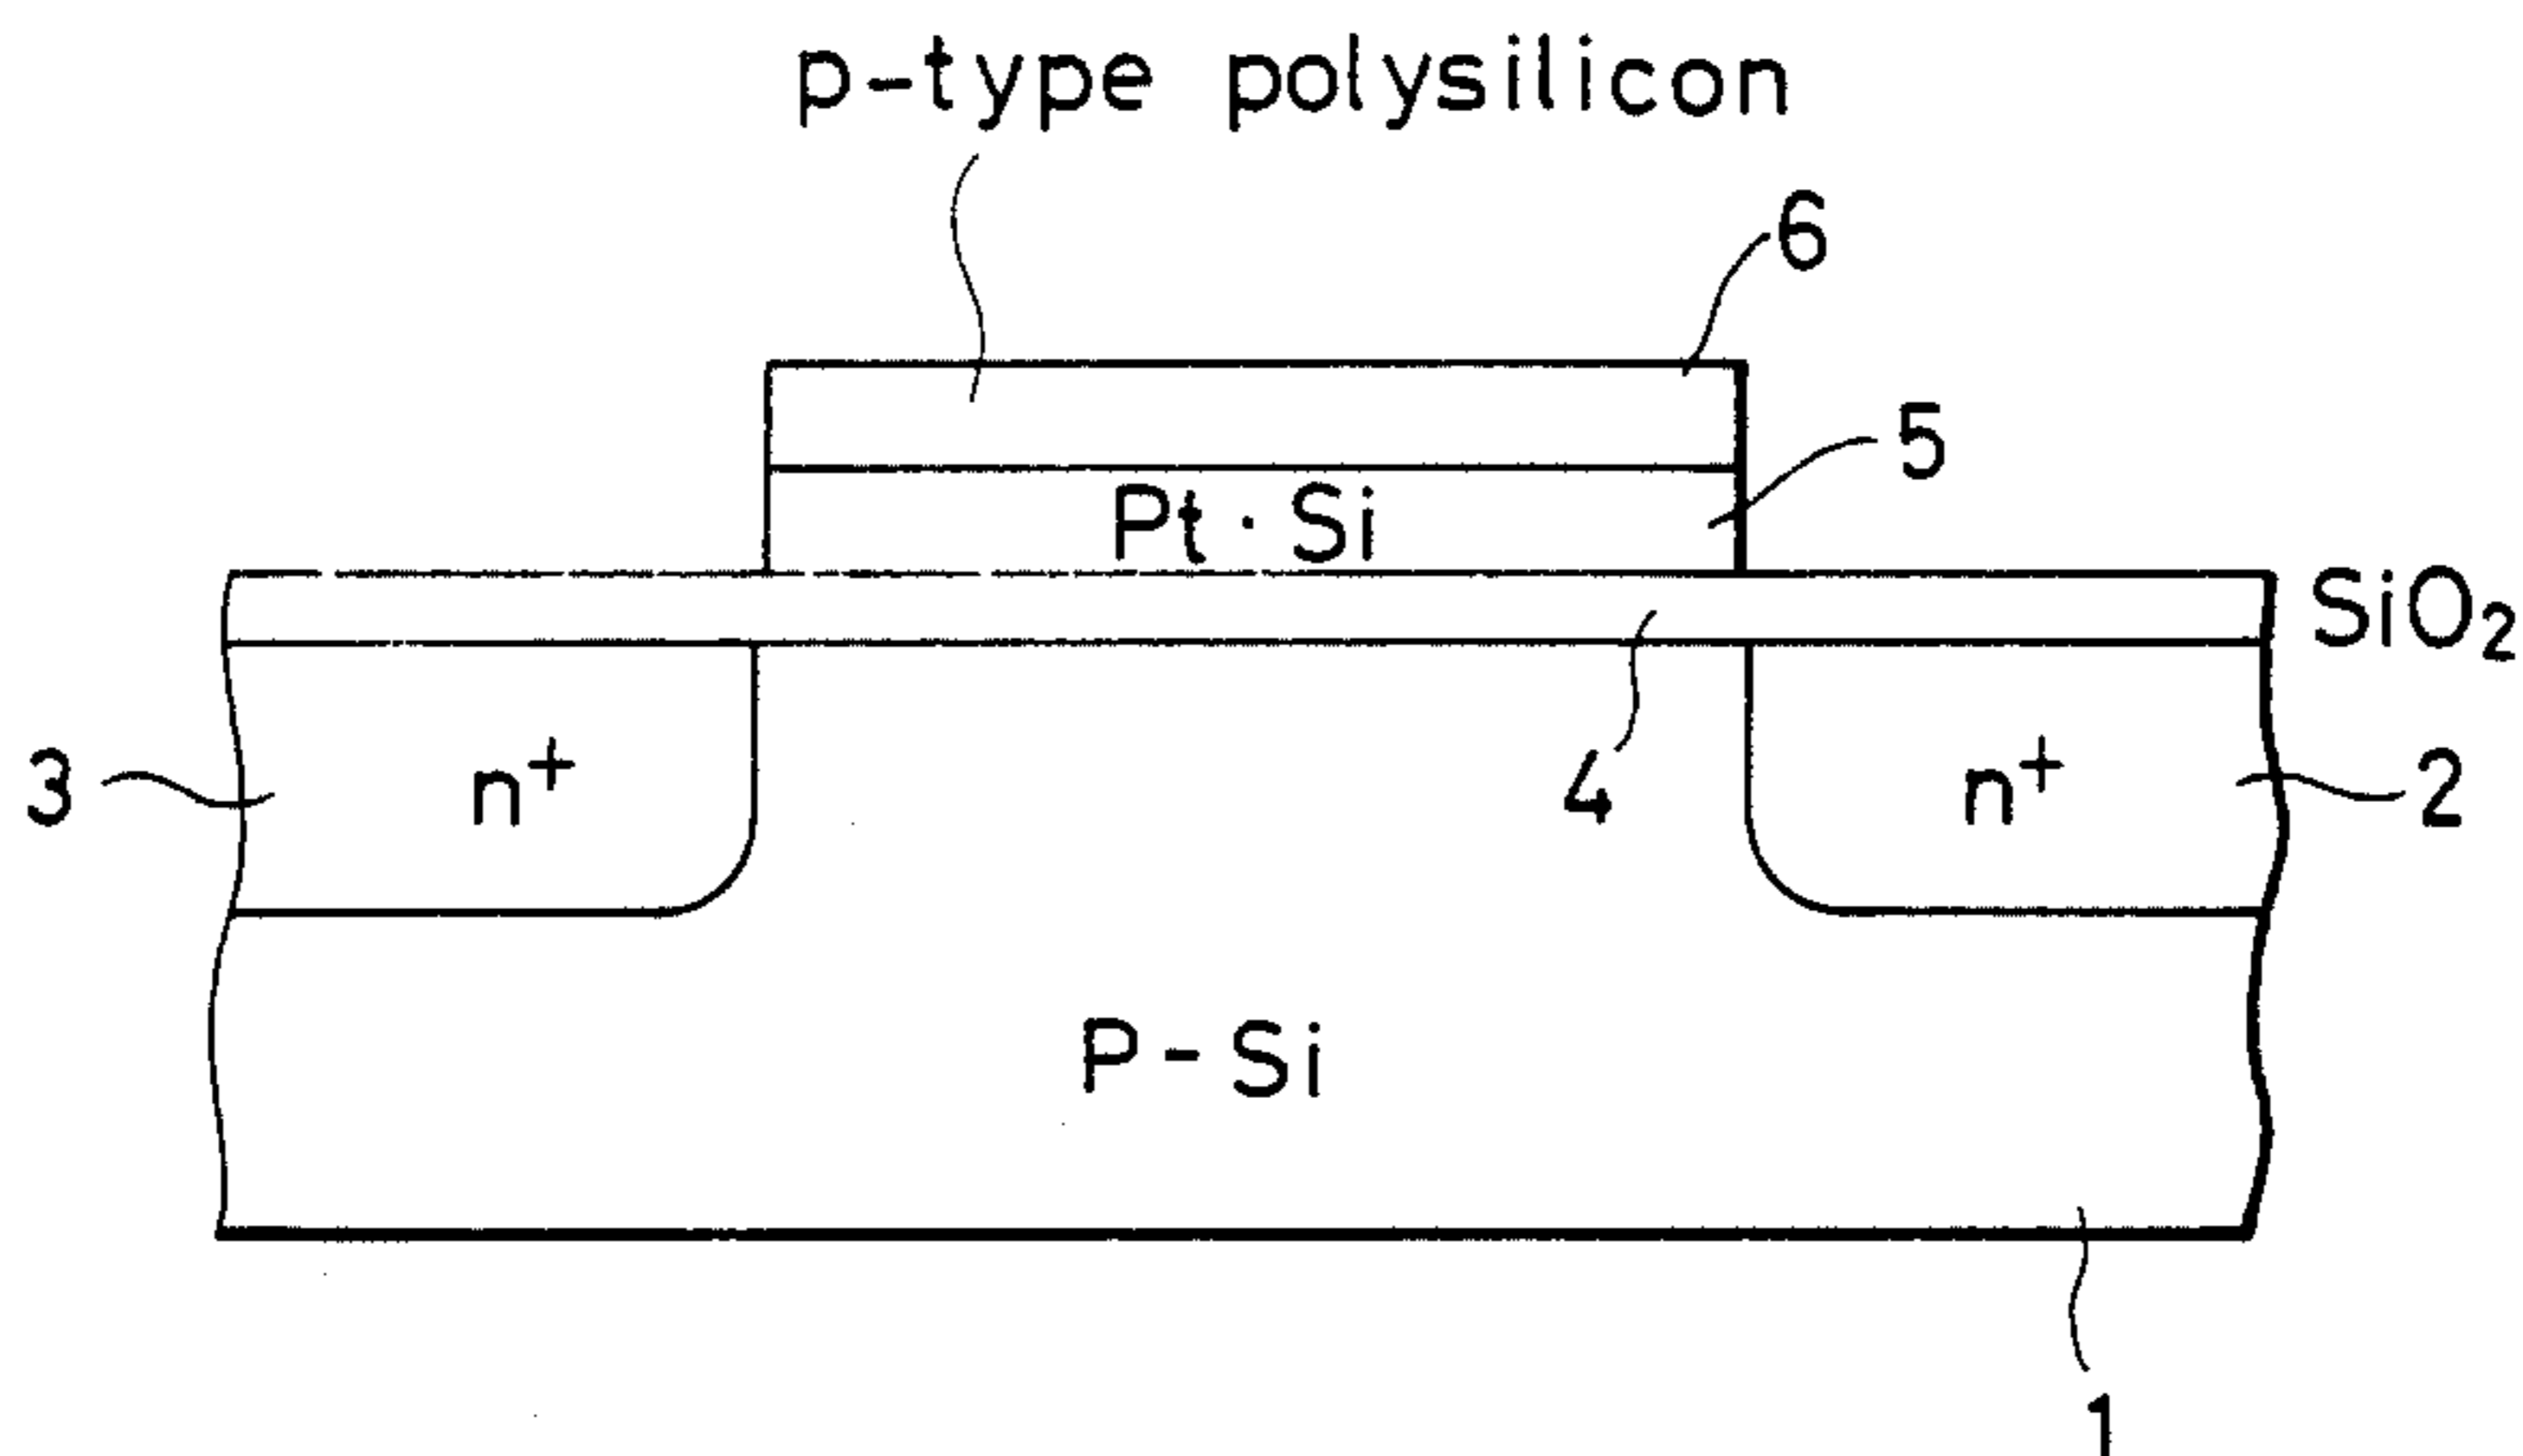 p-type polysilicon
6
5
Pt·Si
SiO₂
3
n⁺
4
n⁺
2
P-Si
1